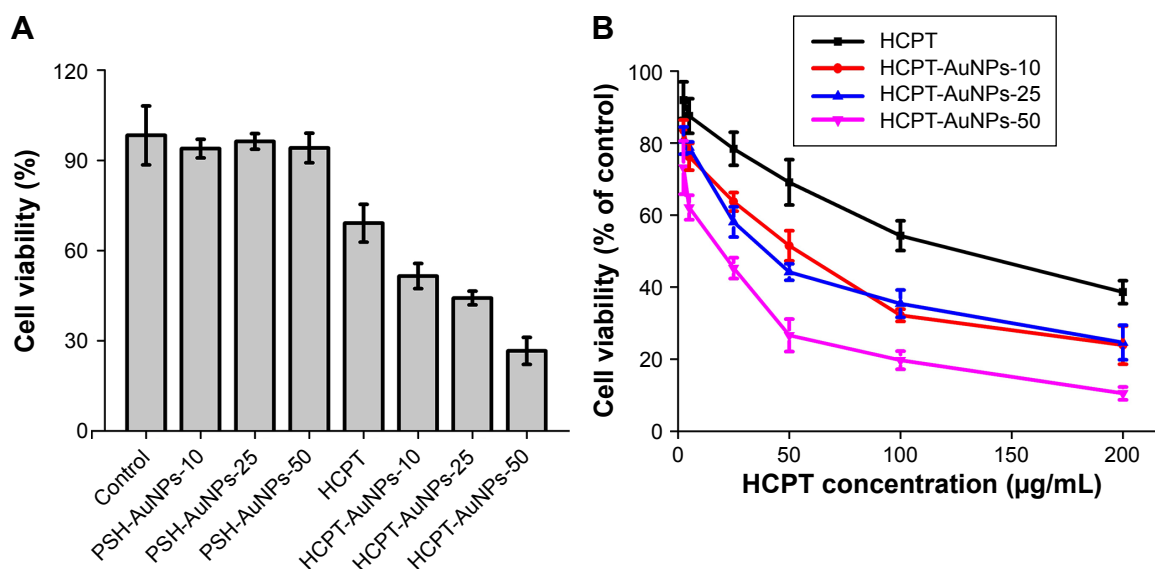 A
Cell viability (%)
120
90
60
30
0
Control
PSH-AuNPs-10
PSH-AuNPs-25
PSH-AuNPs-50
HCPT
HCPT-AuNPs-10
HCPT-AuNPs-25
HCPT-AuNPs-50
B
HCPT
HCPT-AuNPs-10
HCPT-AuNPs-25
HCPT-AuNPs-50
Cell viability (% of control)
100
80
60
40
20
0
0 50 100 150 200
HCPT concentration (µg/mL)